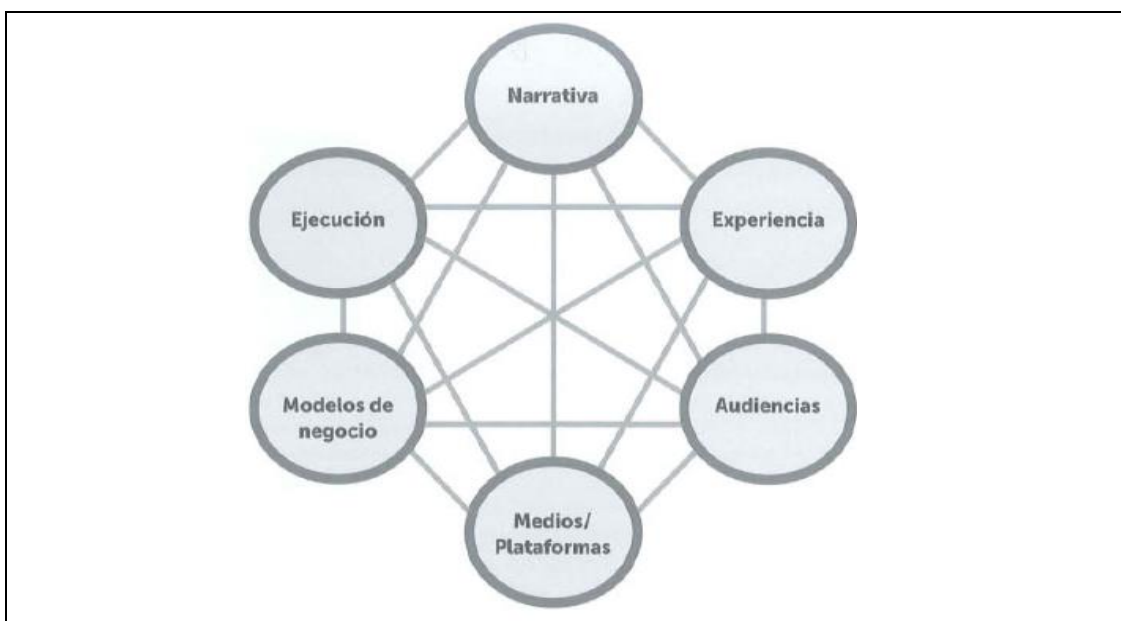 Narrativa
Ejecución
Experiencia
Modelos de
negocio
Audiencias
Medios/
Plataformas